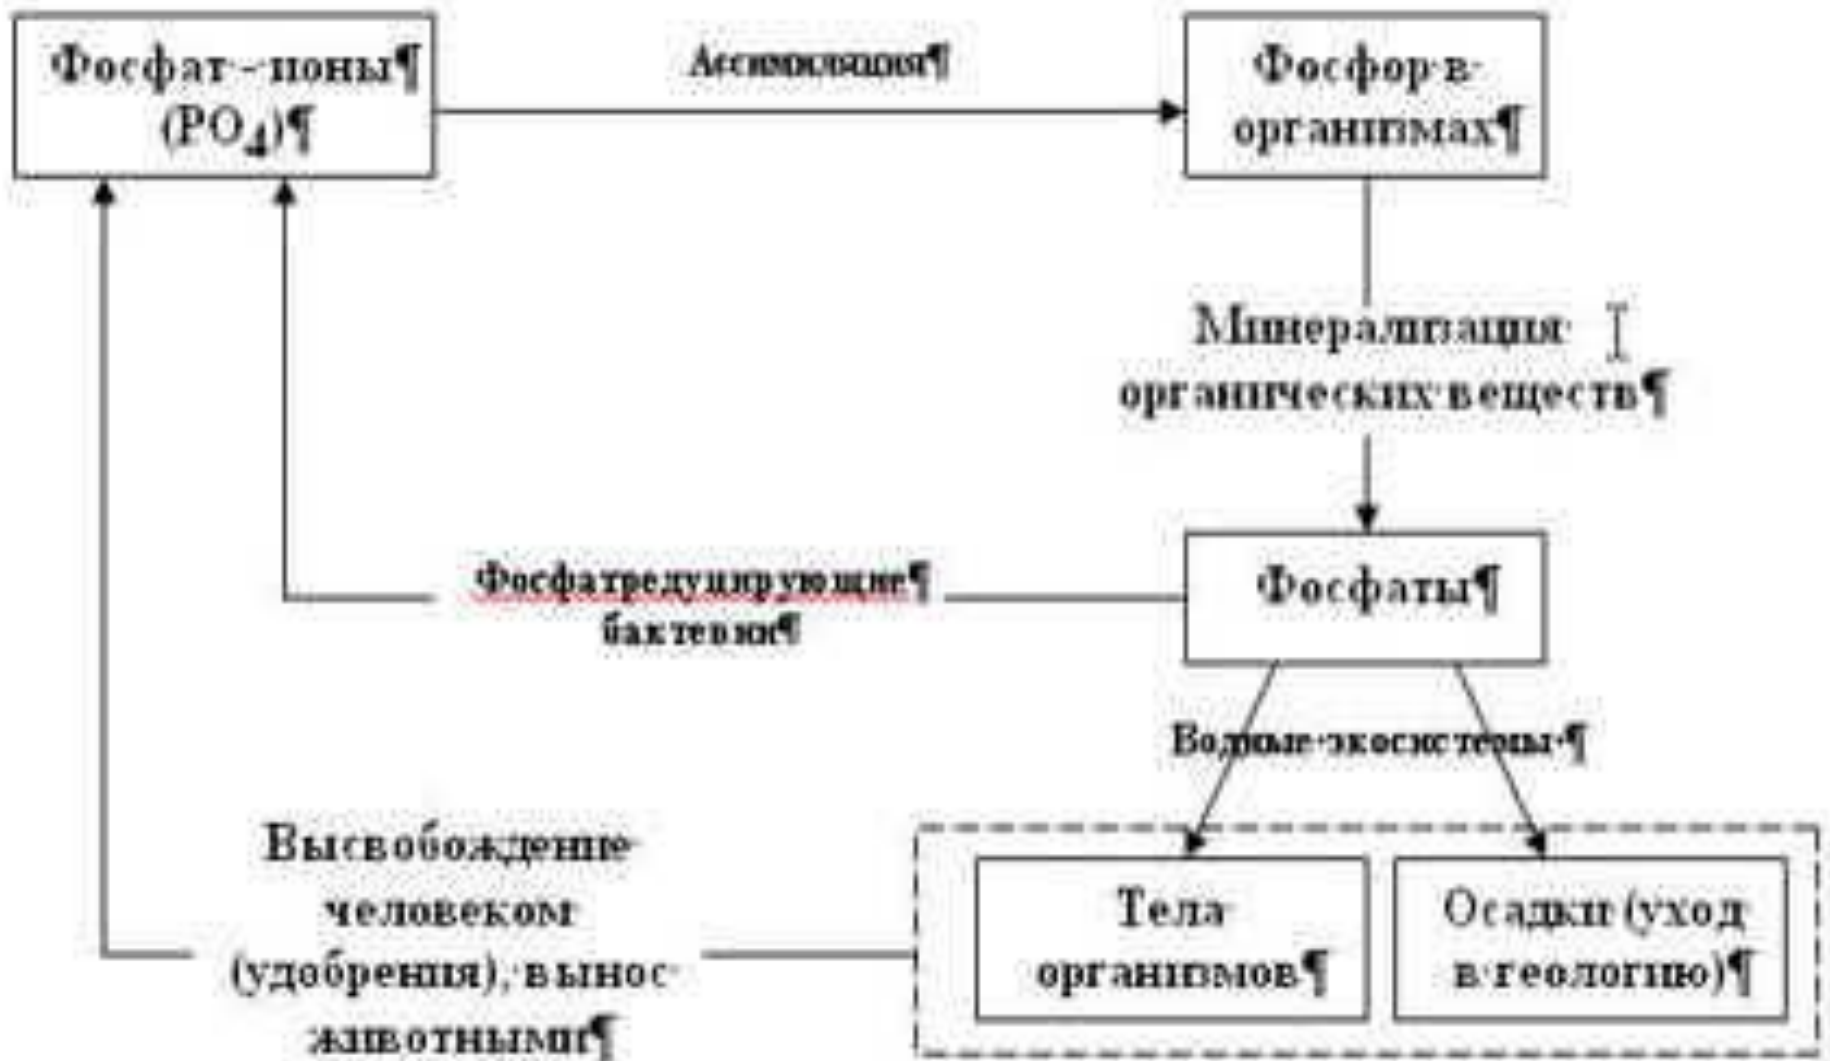 Фосфат - ионы¶
(PO4)¶
Ассимиляция¶
Фосфор·в·
организмах¶
Минерализация·
органических·веществ¶
Фосфатредуцирующие¶
бактерии¶
Фосфаты¶
Водные·экосистемы·¶
Высвобождение·
человеком·
(удобрения),·вынос·
животными¶
Тела·
организмов¶
Осадки·(уход·
в·геологию)¶